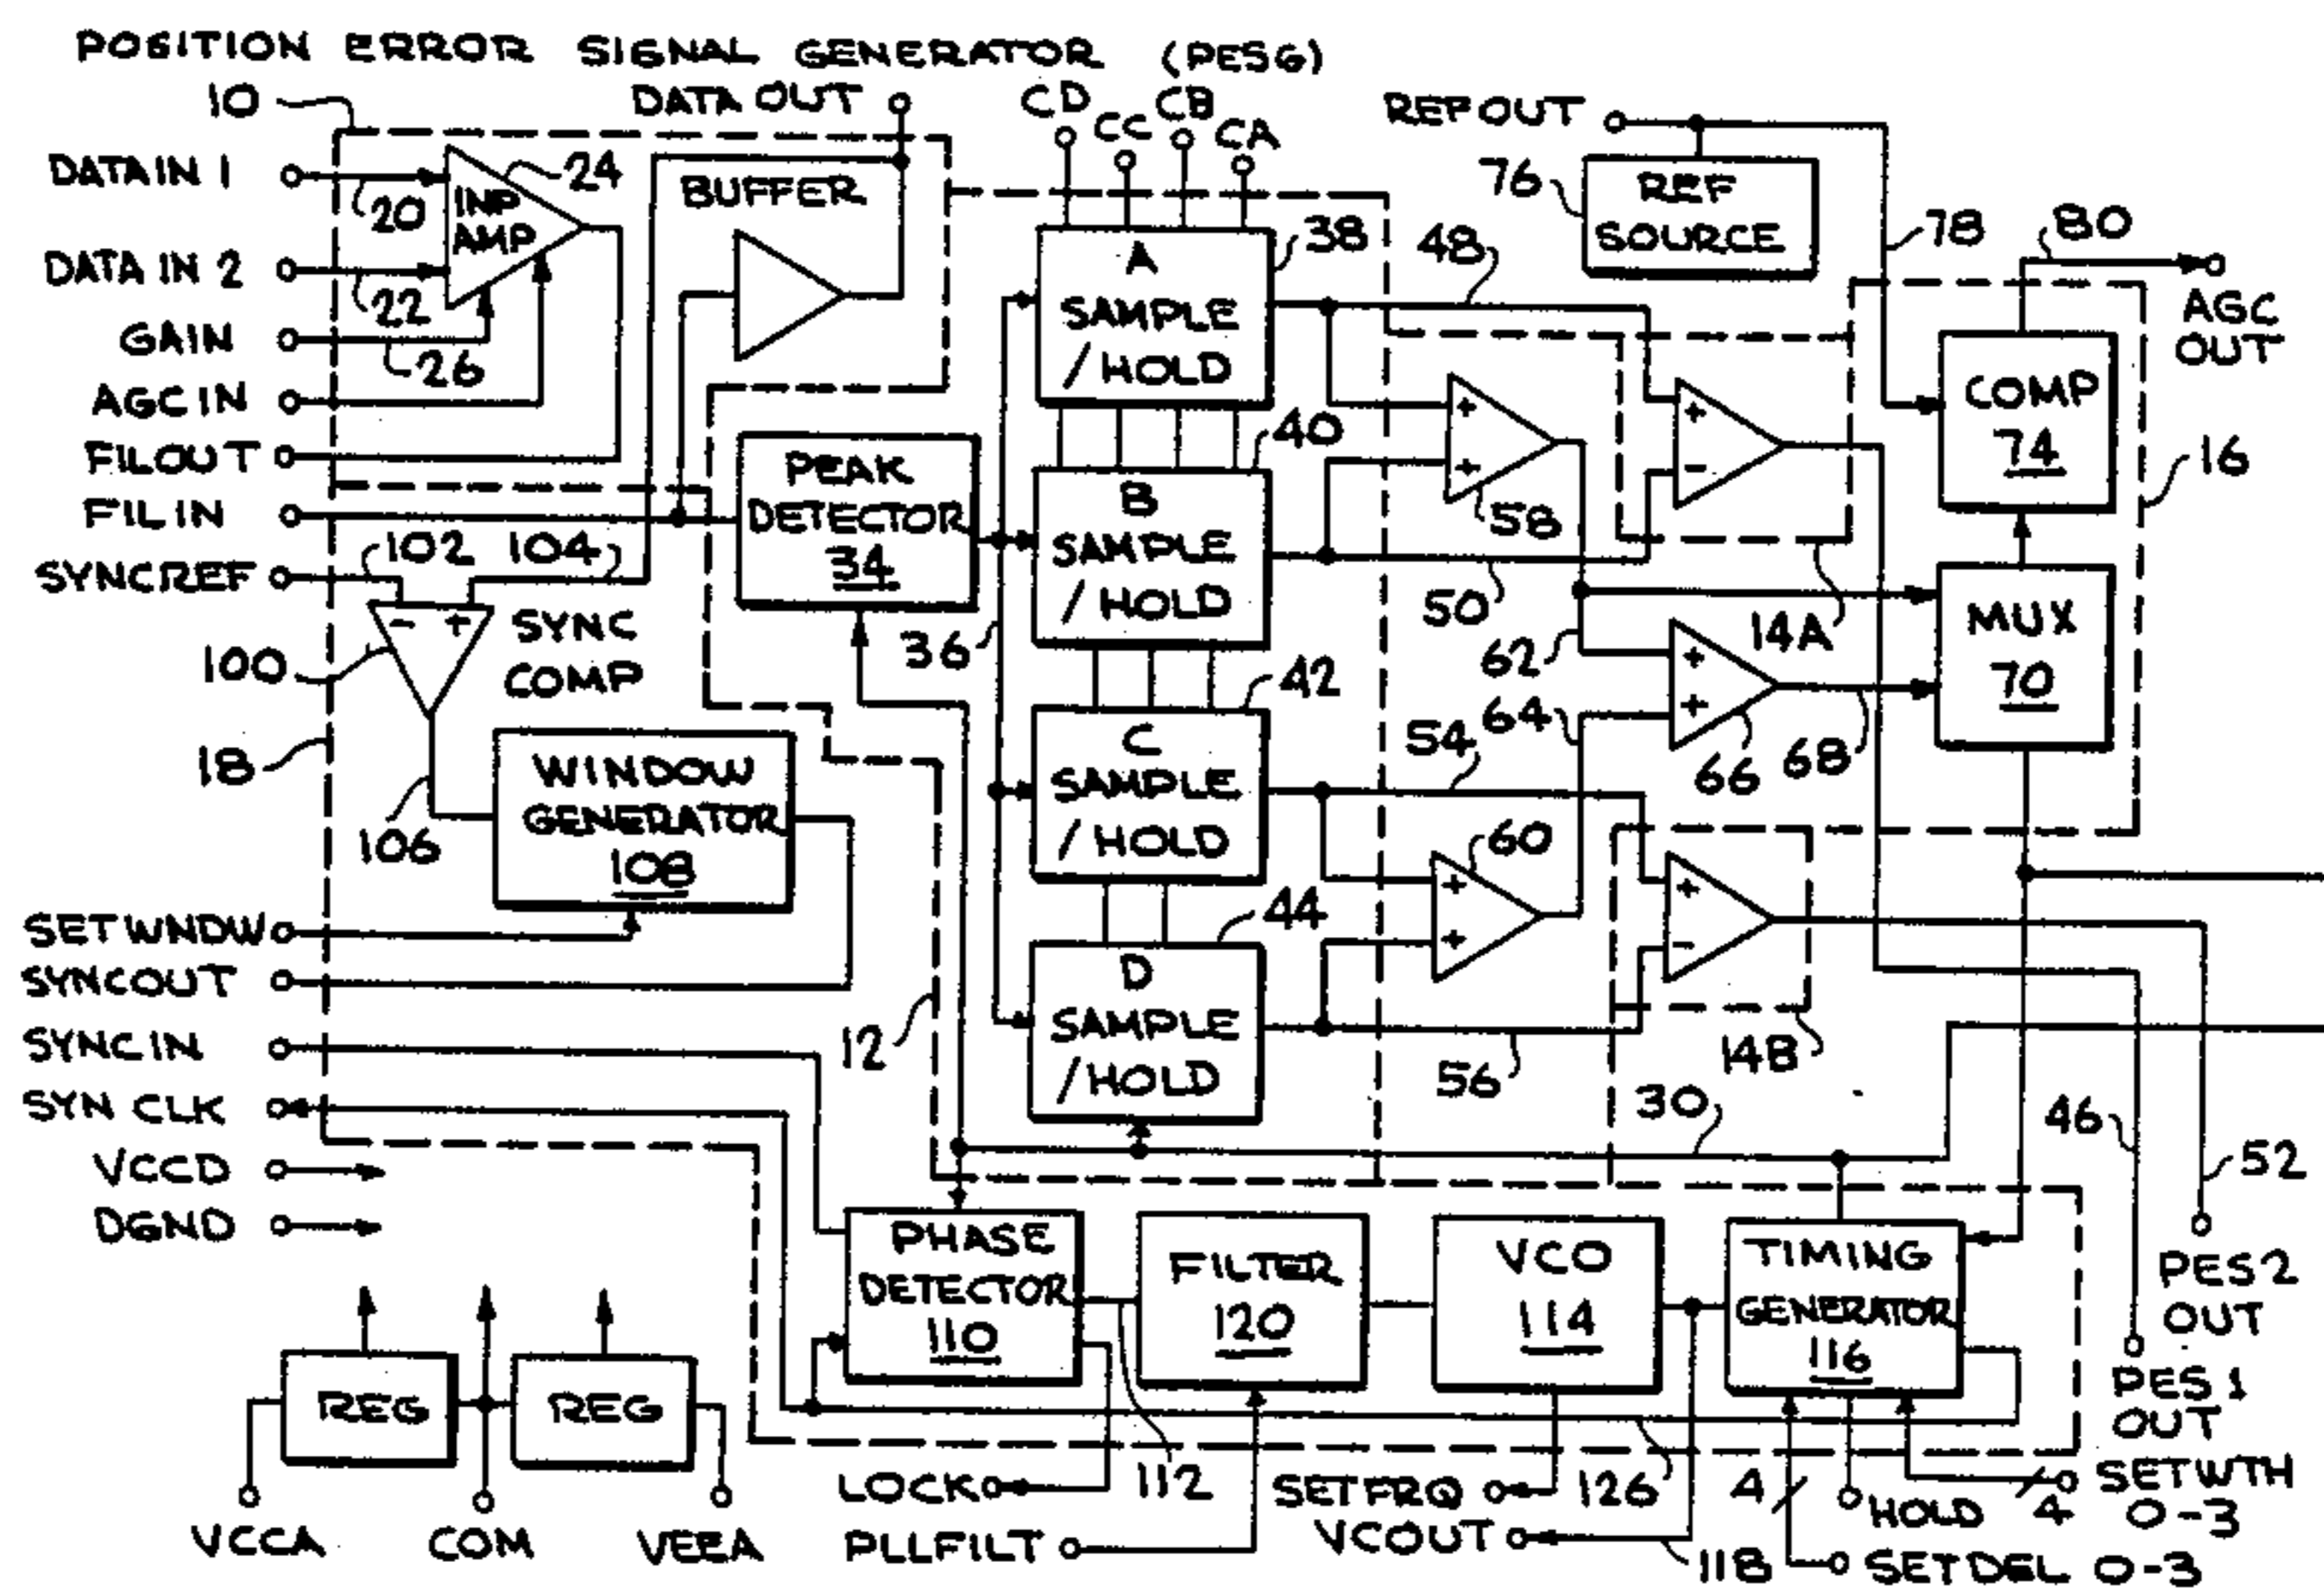 POSITION ERROR SIGNAL GENERATOR (PESG)
10
DATA OUT
CD
CC
CB
CA
REF OUT
DATA IN 1
20
INP
AMP
24
BUFFER
38
48
76
REF
SOURCE
78
80
AGC
OUT
DATA IN 2
22
GAIN
26
AGC IN
FILOUT
FIL IN
A
SAMPLE
/ HOLD
40
+
+
58
+
-
COMP
74
16
PEAK
DETECTOR
34
B
SAMPLE
/ HOLD
50
14A
SYNCREF
102
104
-
+
SYNC
COMP
100
36
62
64
+
+
66
68
MUX
70
18
106
WINDOW
GENERATOR
108
42
C
SAMPLE
/ HOLD
54
60
+
+
+
-
SETWNDW
SYNCOUT
SYNC IN
SYN CLK
VCCD
DGND
12
44
D
SAMPLE
/ HOLD
56
14B
30
46
52
PHASE
DETECTOR
110
FILTER
120
VCO
114
TIMING
GENERATOR
116
PES 2
OUT
PES 1
OUT
REG
REG
VCCA
COM
VEEA
LOCK
112
PLLFILT
SETFRQ
VCOUT
126
118
4
HOLD
4
SETWTH
0-3
SETDEL 0-3